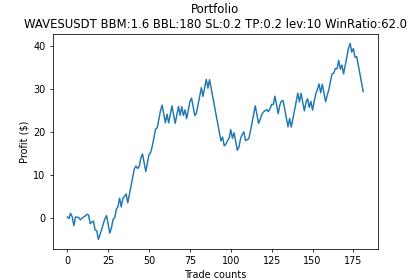 Portfolio
WAVESUSDT BBM:1.6 BBL:180 SL:0.2 TP:0.2 lev:10 WinRatio:62.0
40
30
20
10
0
Profit ($)
0 25 50 75 100 125 150 175
Trade counts